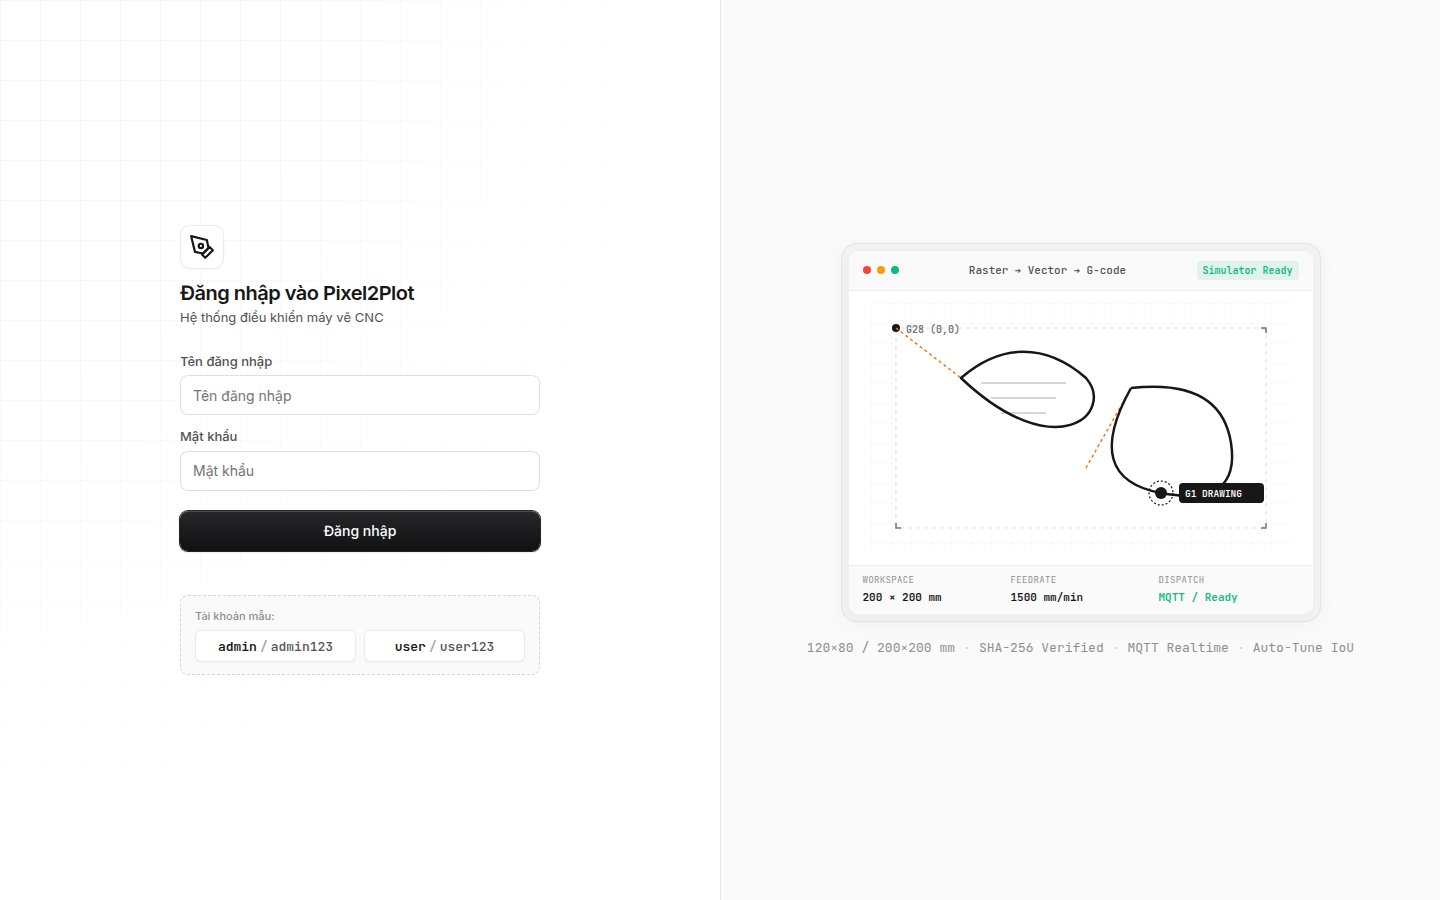 Đăng nhập vào Pixel2Plot
Hệ thống điều khiển máy vẽ CNC
Tên đăng nhập
Tên đăng nhập
Mật khẩu
Mật khẩu
Đăng nhập
Tài khoản mẫu:
admin / admin123
user / user123
Raster → Vector → G-code
Simulator Ready
G28 (0,0)
G1 DRAWING
WORKSPACE
200 × 200 mm
FEEDRATE
1500 mm/min
DISPATCH
MQTT / Ready
120×80 / 200×200 mm · SHA-256 Verified · MQTT Realtime · Auto-Tune IoU